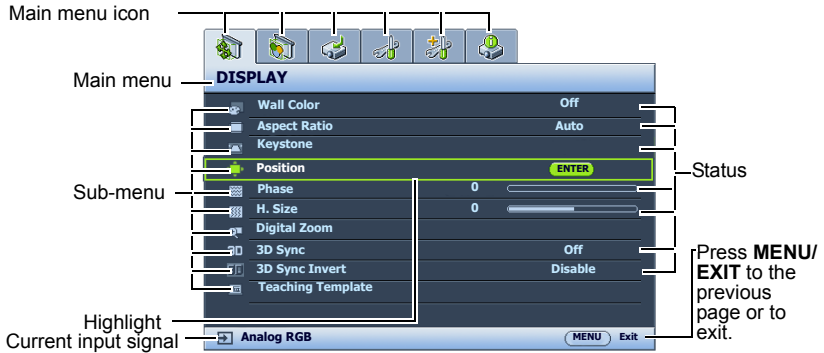 Main menu icon
Main menu
DISPLAY
Wall Color Off
Aspect Ratio Auto
Keystone
Position ENTER
Sub-menu
Phase 0
Status
H. Size 0
Digital Zoom
3D 3D Sync Off
3D Sync Invert Disable
Teaching Template
Press MENU/
EXIT to the
previous
page or to
exit.
Highlight
Current input signal
Analog RGB
MENU Exit